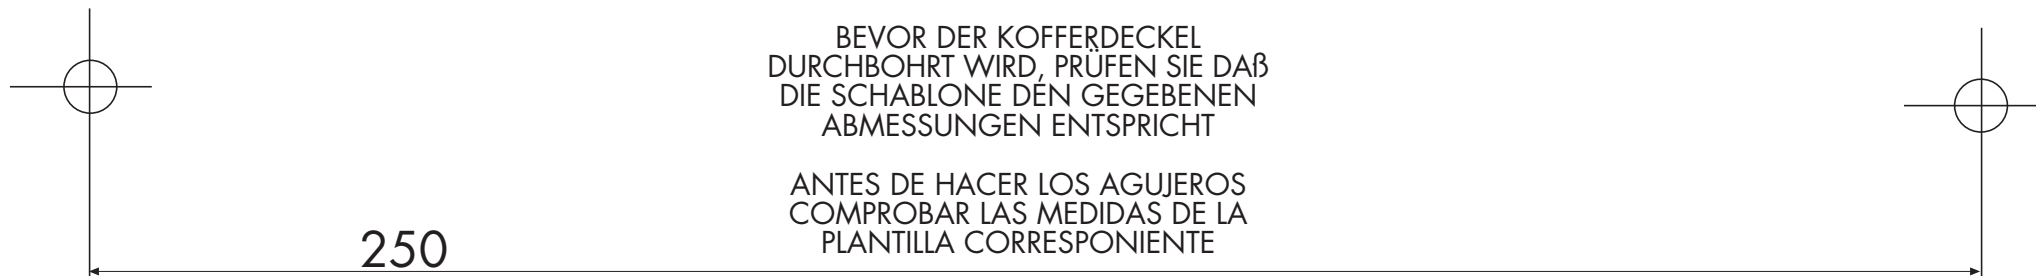 BEVOR DER KOFFERDECKEL
DURCHBOHRT WIRD, PRÜFEN SIE DAß
DIE SCHABLONE DEN GEGEBENEN
ABMESSUNGEN ENTSPRICHT
ANTES DE HACER LOS AGUJEROS
COMPROBAR LAS MEDIDAS DE LA
PLANTILLA CORRESPONIENTE
250